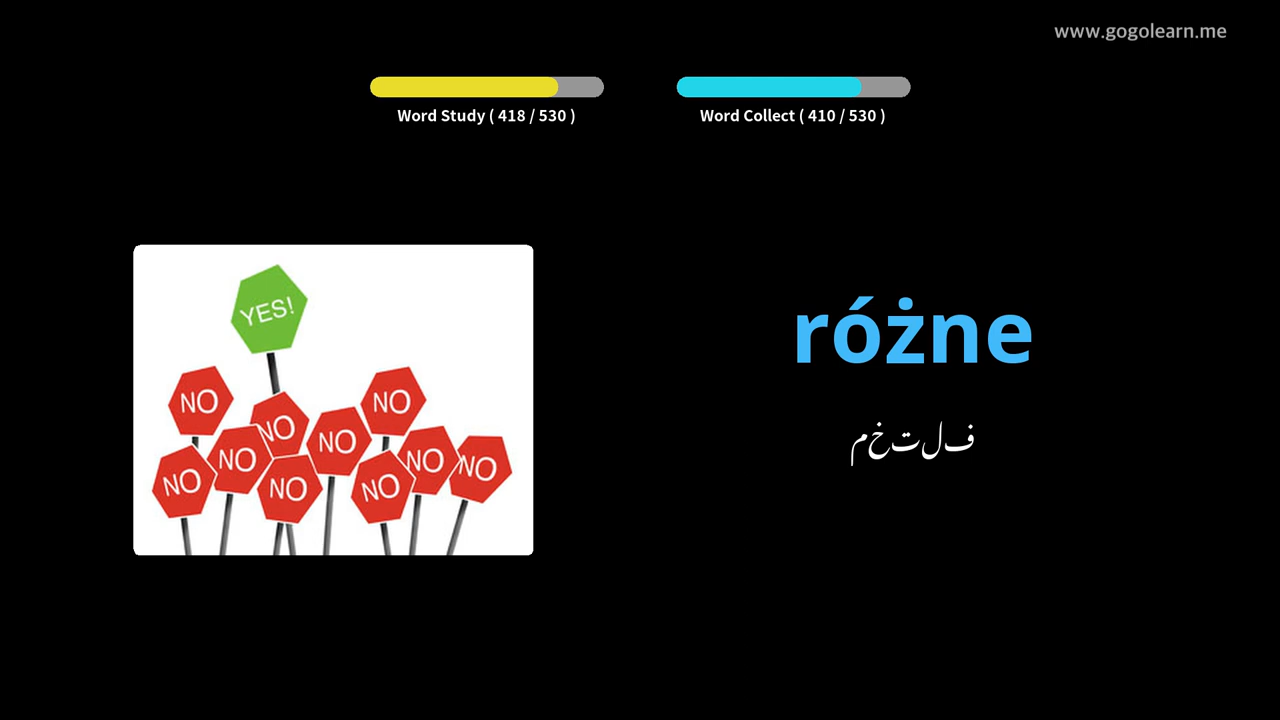 www.gogolearn.me
Word Study ( 418 / 530 )
Word Collect ( 410 / 530 )
YES!
NO
NO
NO
NO
NO
NO
NO
NO
NO
NO
różne
مختلف